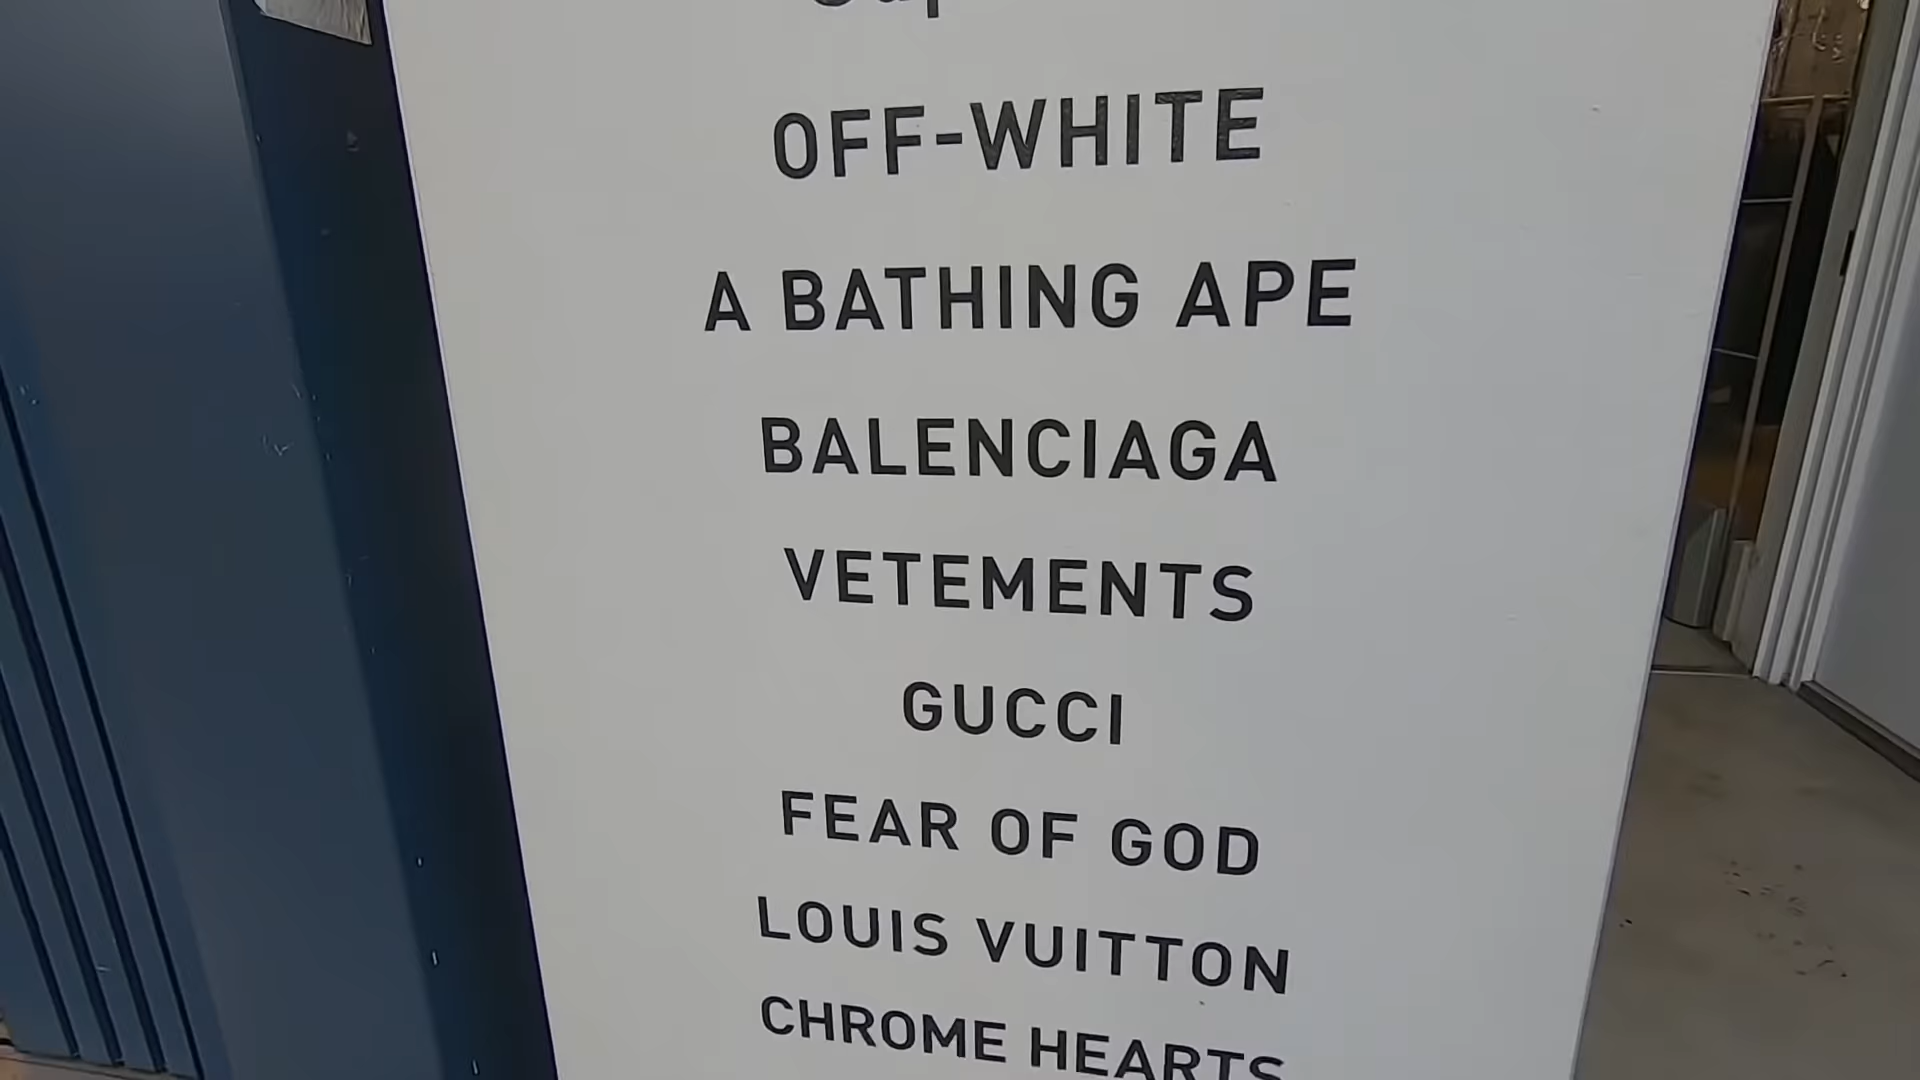 OFF-WHITE
A BATHING APE
BALENCIAGA
VETEMENTS
GUCCI
FEAR OF GOD
LOUIS VUITTON
CHROME HEARTS